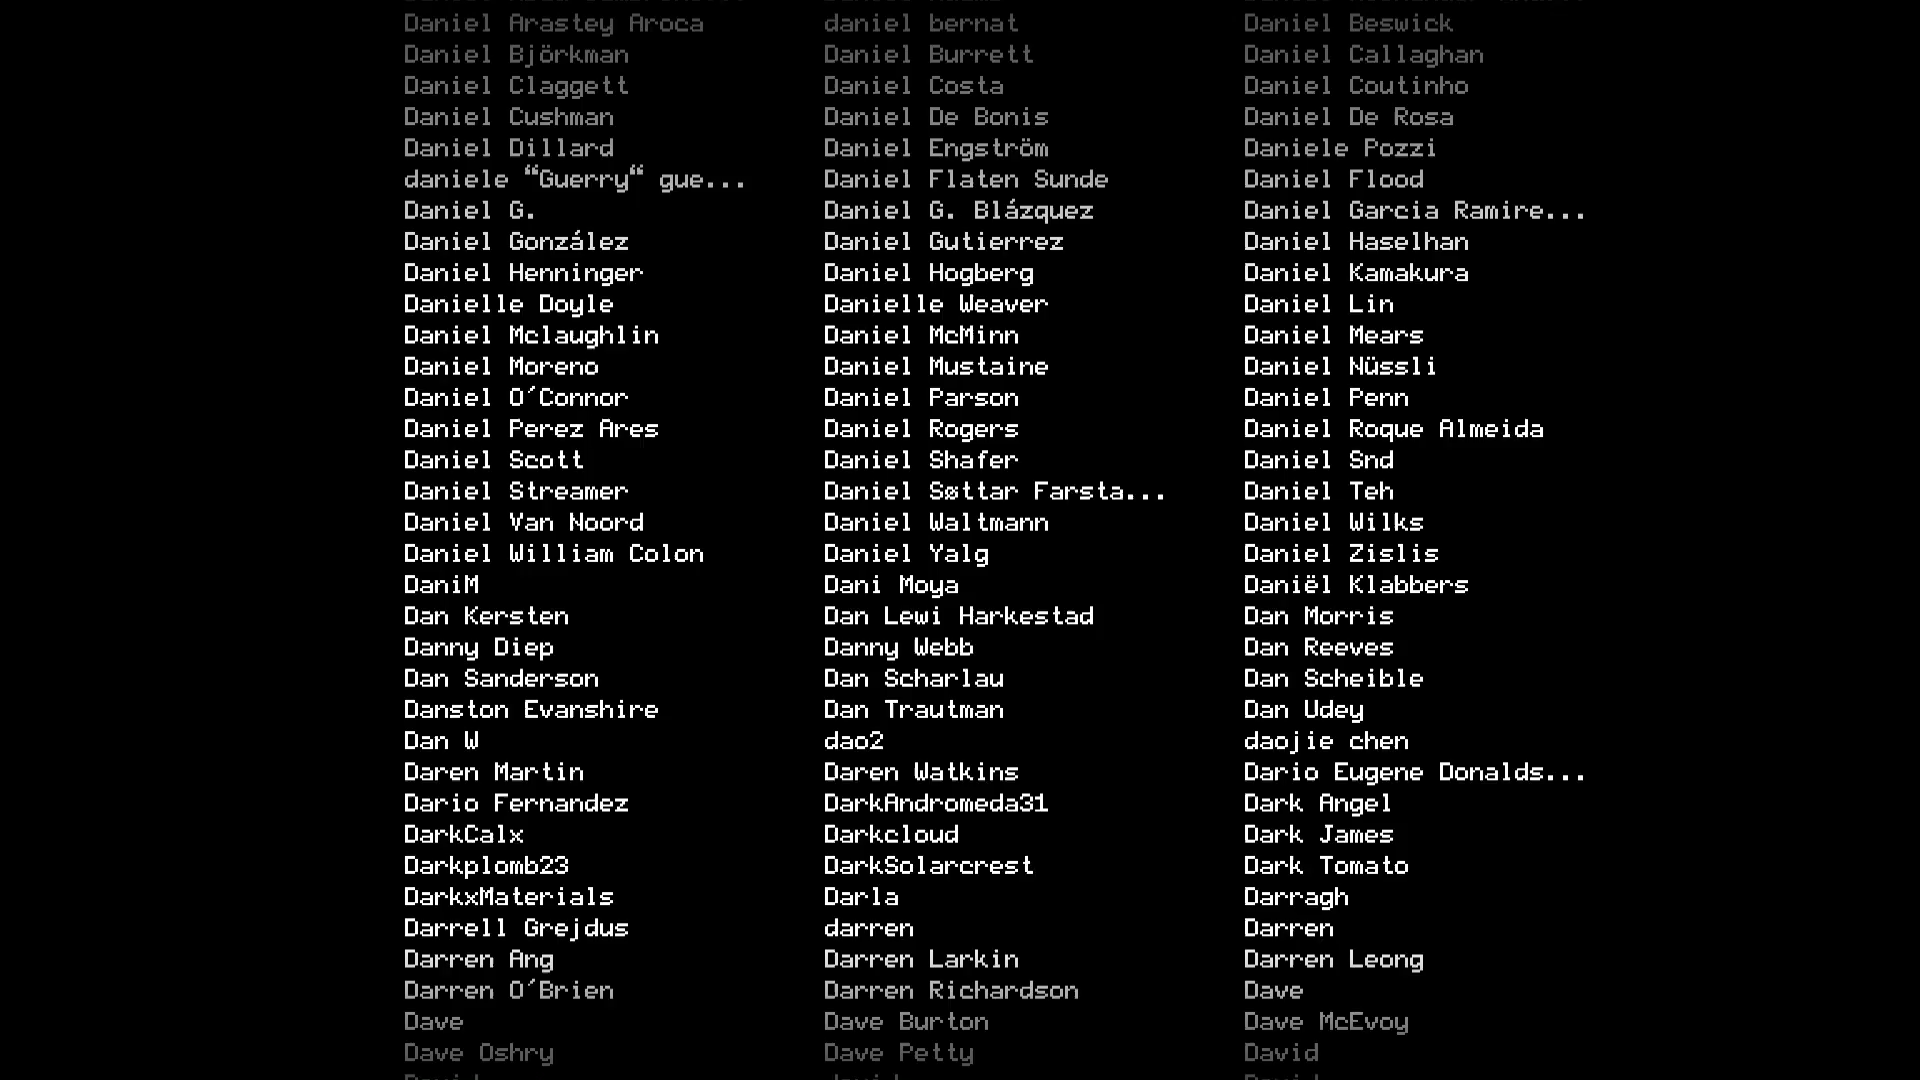 Daniel Arastey Aroca daniel bernat Daniel Beswick
Daniel Björkman Daniel Burrett Daniel Callaghan
Daniel Claggett Daniel Costa Daniel Coutinho
Daniel Cushman Daniel De Bonis Daniel De Rosa
Daniel Dillard Daniel Engström Daniele Pozzi
daniele “Guerry“ gue... Daniel Flaten Sunde Daniel Flood
Daniel G. Daniel G. Blázquez Daniel Garcia Ramire...
Daniel González Daniel Gutierrez Daniel Haselhan
Daniel Henninger Daniel Hogberg Daniel Kamakura
Danielle Doyle Danielle Weaver Daniel Lin
Daniel Mclaughlin Daniel McMinn Daniel Mears
Daniel Moreno Daniel Mustaine Daniel Nüssli
Daniel O´Connor Daniel Parson Daniel Penn
Daniel Perez Ares Daniel Rogers Daniel Roque Almeida
Daniel Scott Daniel Shafer Daniel Snd
Daniel Streamer Daniel Søttar Farsta... Daniel Teh
Daniel Van Noord Daniel Waltmann Daniel Wilks
Daniel William Colon Daniel Yalg Daniel Zislis
DaniM Dani Moya Daniël Klabbers
Dan Kersten Dan Lewi Harkestad Dan Morris
Danny Diep Danny Webb Dan Reeves
Dan Sanderson Dan Scharlau Dan Scheible
Danston Evanshire Dan Trautman Dan Udey
Dan W dao2 daojie chen
Daren Martin Daren Watkins Dario Eugene Donalds...
Dario Fernandez DarkAndromeda31 Dark Angel
DarkCalx Darkcloud Dark James
Darkplomb23 DarkSolarcrest Dark Tomato
DarkxMaterials Darla Darragh
Darrell Grejdus darren Darren
Darren Ang Darren Larkin Darren Leong
Darren O´Brien Darren Richardson Dave
Dave Dave Burton Dave McEvoy
Dave Oshry Dave Petty David